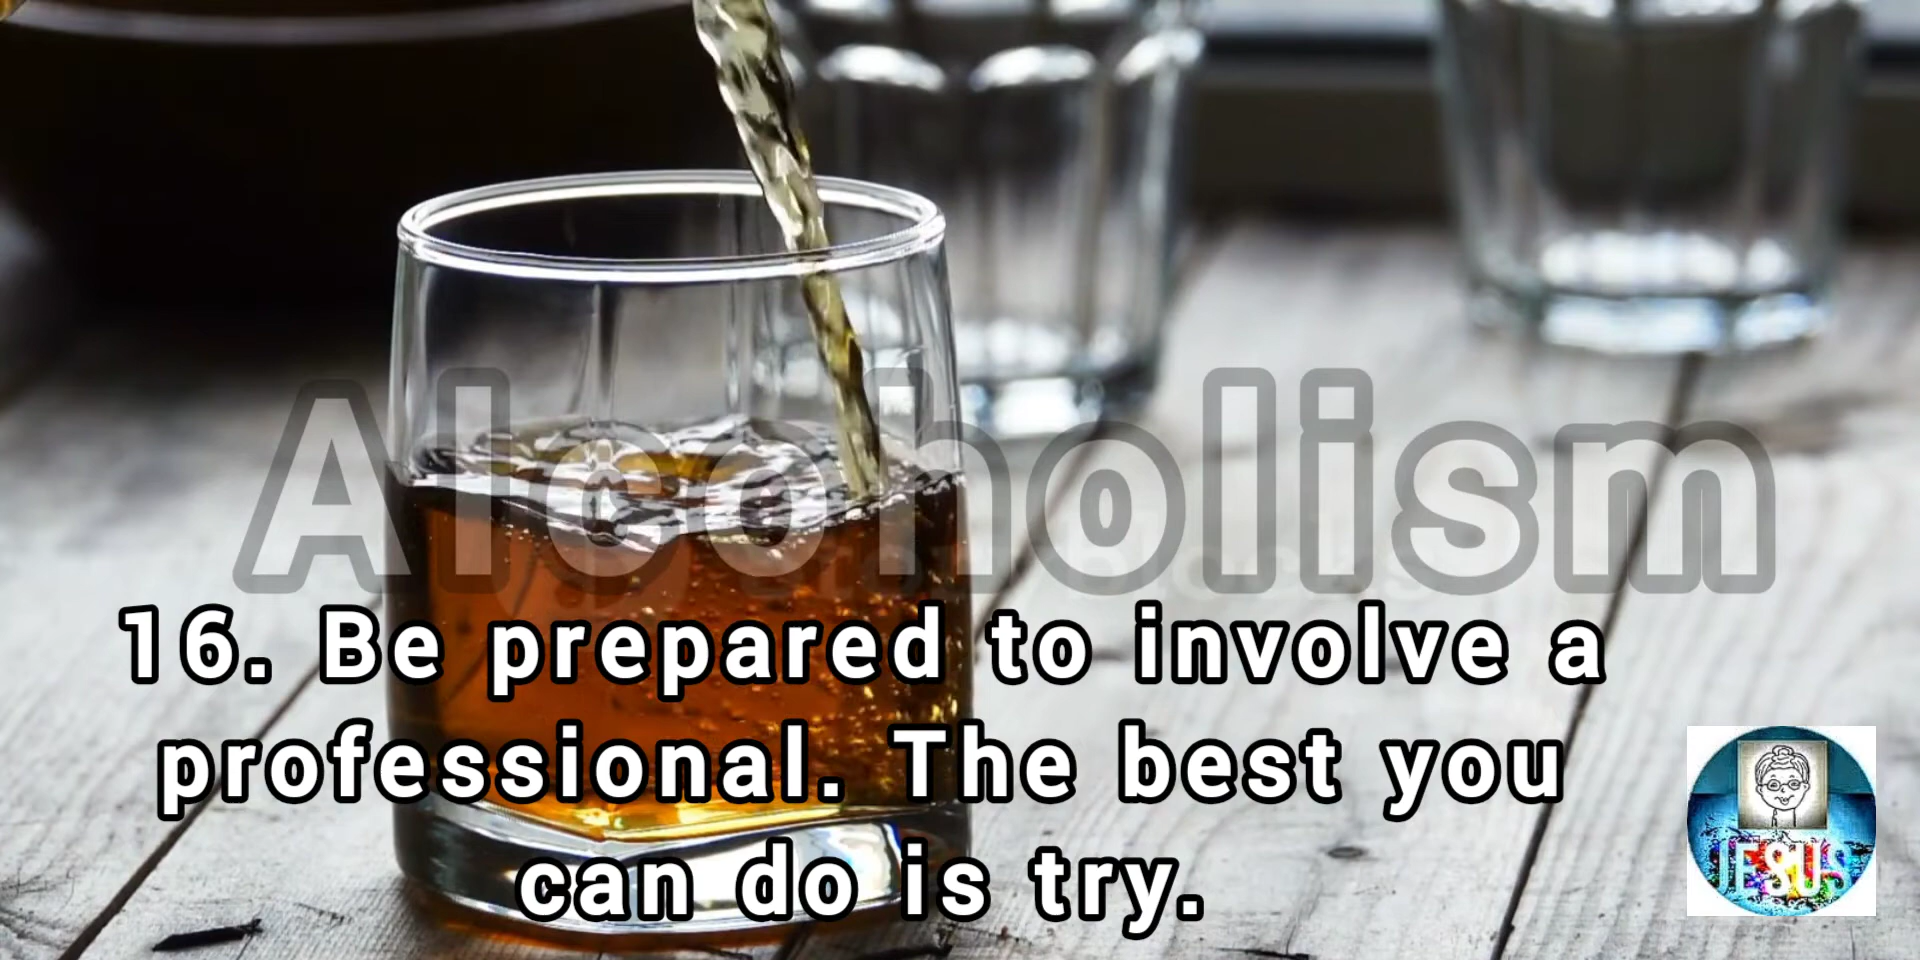 Alcoholism
16. Be prepared to involve a
professional. The best you
can do is try.
JESUS